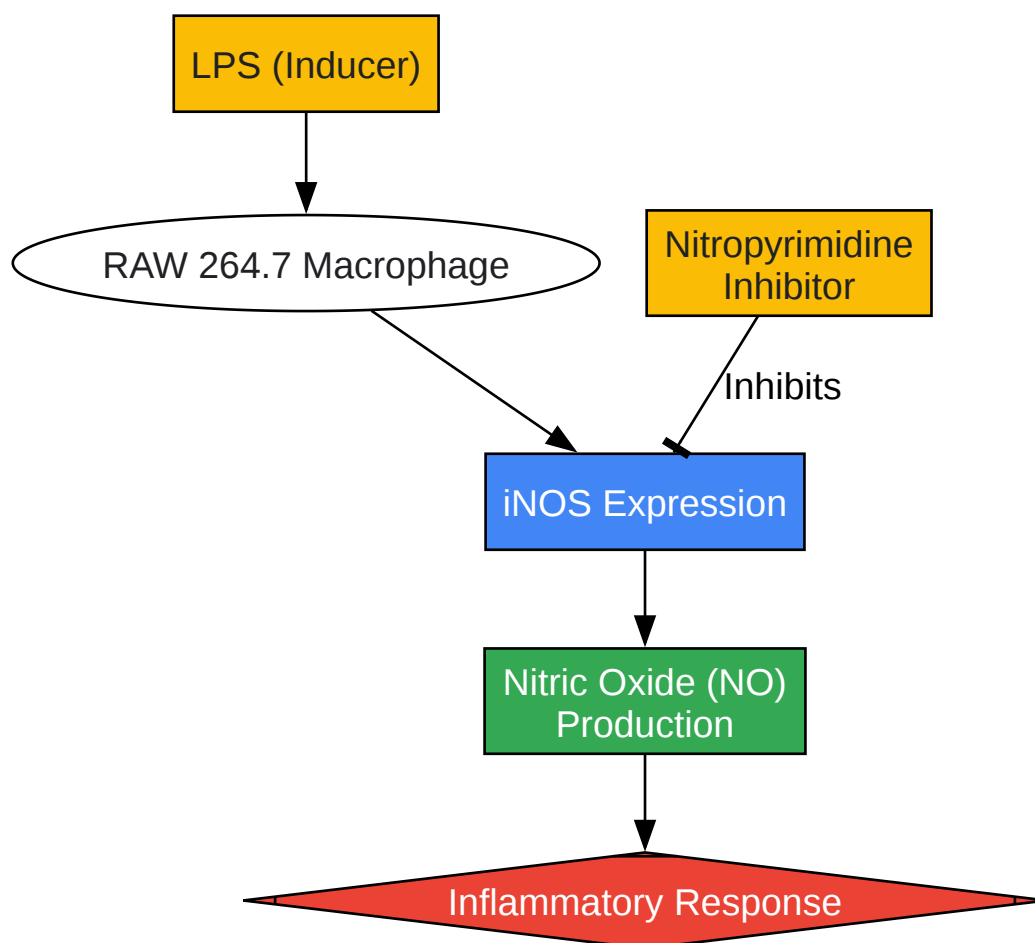 LPS (Inducer)
RAW 264.7 Macrophage
Nitropyrimidine
Inhibitor
Inhibits
iNOS Expression
Nitric Oxide (NO)
Production
Inflammatory Response